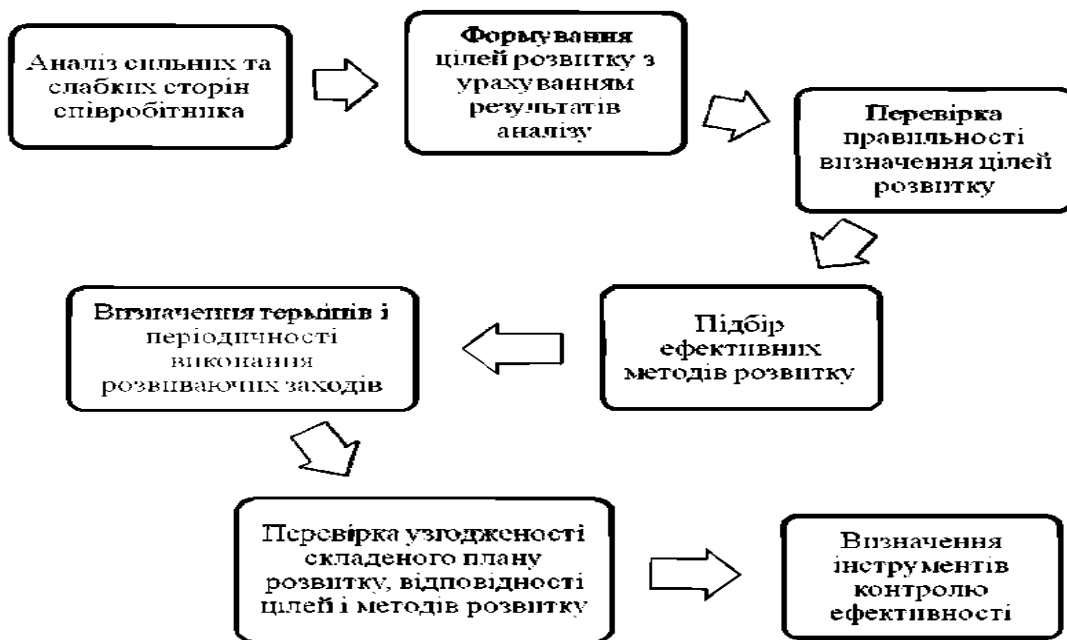 Аналіз сильних та
слабких сторін
співробітника
Формування
цілей розвитку з
урахуванням
результатів
аналізу
Перевірка
правильності
визначення цілей
розвитку
Підбір
ефективних
методів розвитку
Визначення термінів і
періодичності
виконання
розвиваючих заходів
Перевірка узгодженості
складеного плану
розвитку, відповідності
цілей і методів розвитку
Визначення
інструментів
контролю
ефективності